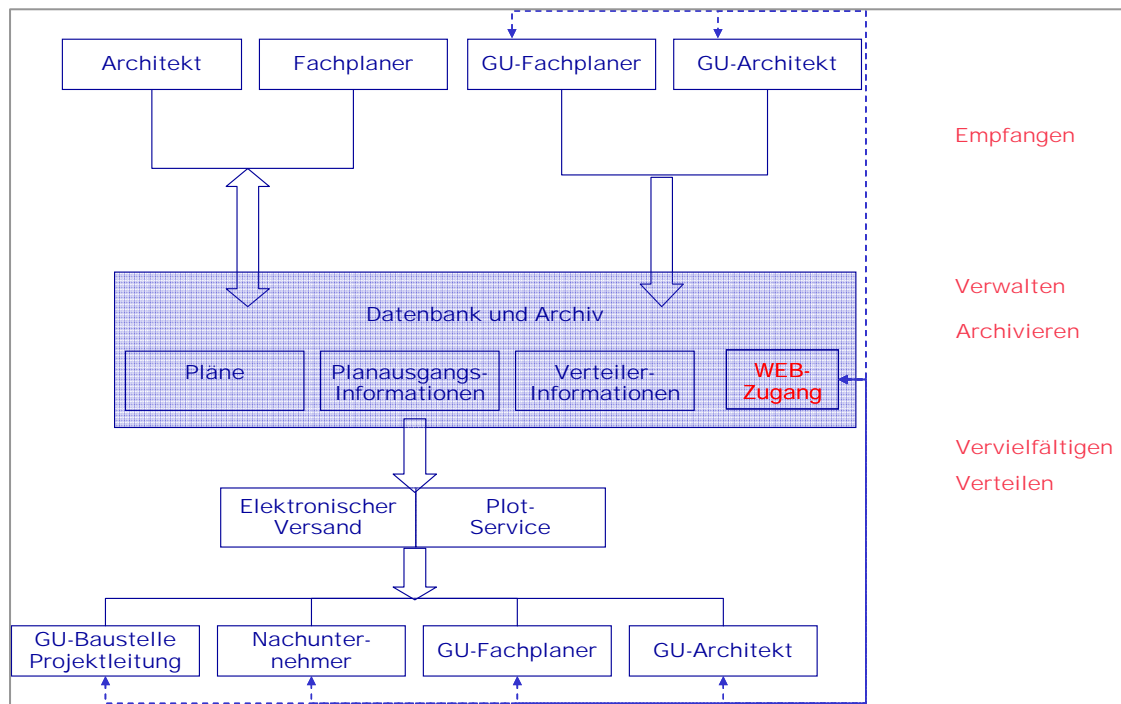 Architekt
Fachplaner
GU-Fachplaner
GU-Architekt
Empfangen
Verwalten
Datenbank und Archiv
Archivieren
Pläne
Planausgangs-
Informationen
Verteiler-
Informationen
WEB-
Zugang
Vervielfältigen
Verteilen
Elektronischer
Versand
Plot-
Service
GU-Baustelle
Projektleitung
Nachunter-
nehmer
GU-Fachplaner
GU-Architekt